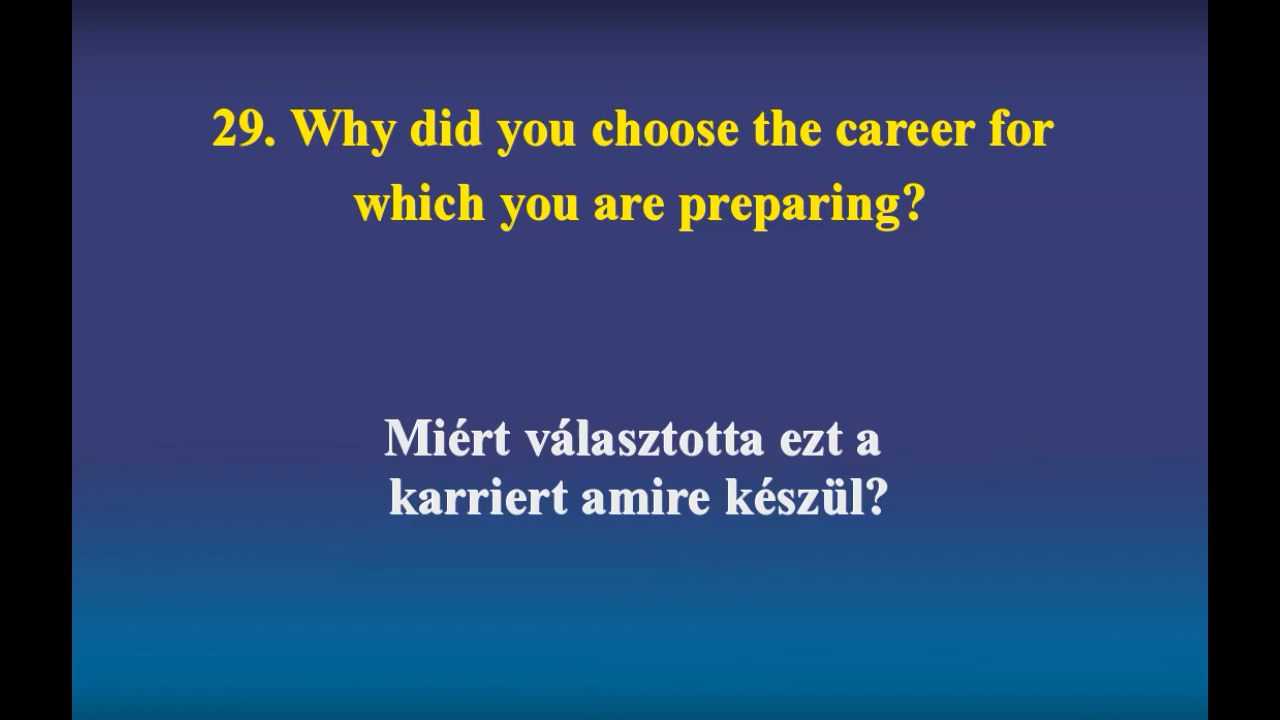 29. Why did you choose the career for
which you are preparing?
Miért választotta ezt a
karriert amire készül?